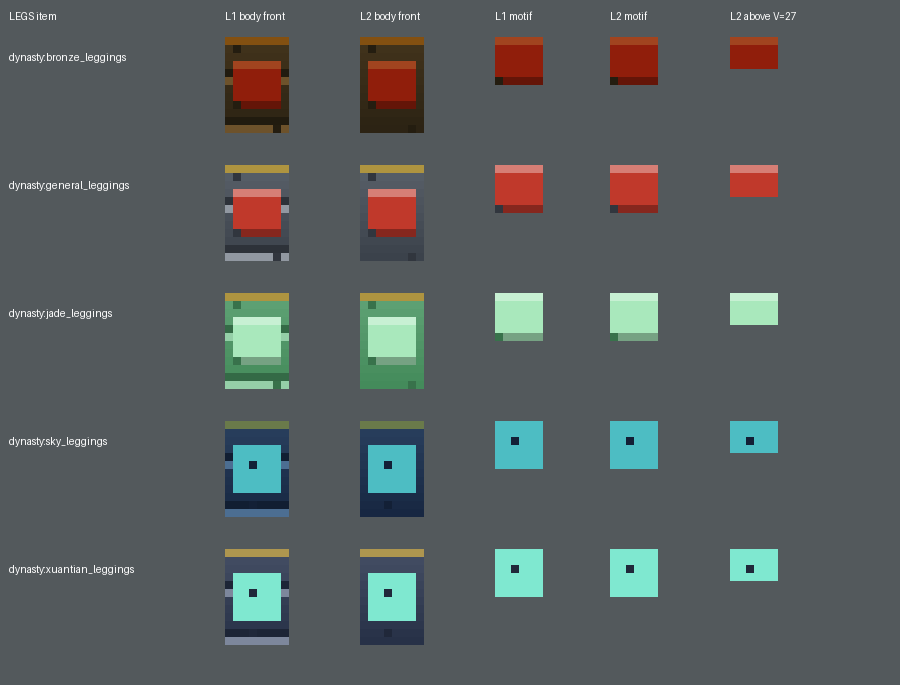 LEGS item L1 body front L2 body front L1 motif L2 motif L2 above V=27
dynasty:bronze_leggings
dynasty:general_leggings
dynasty:jade_leggings
dynasty:sky_leggings
dynasty:xuantian_leggings